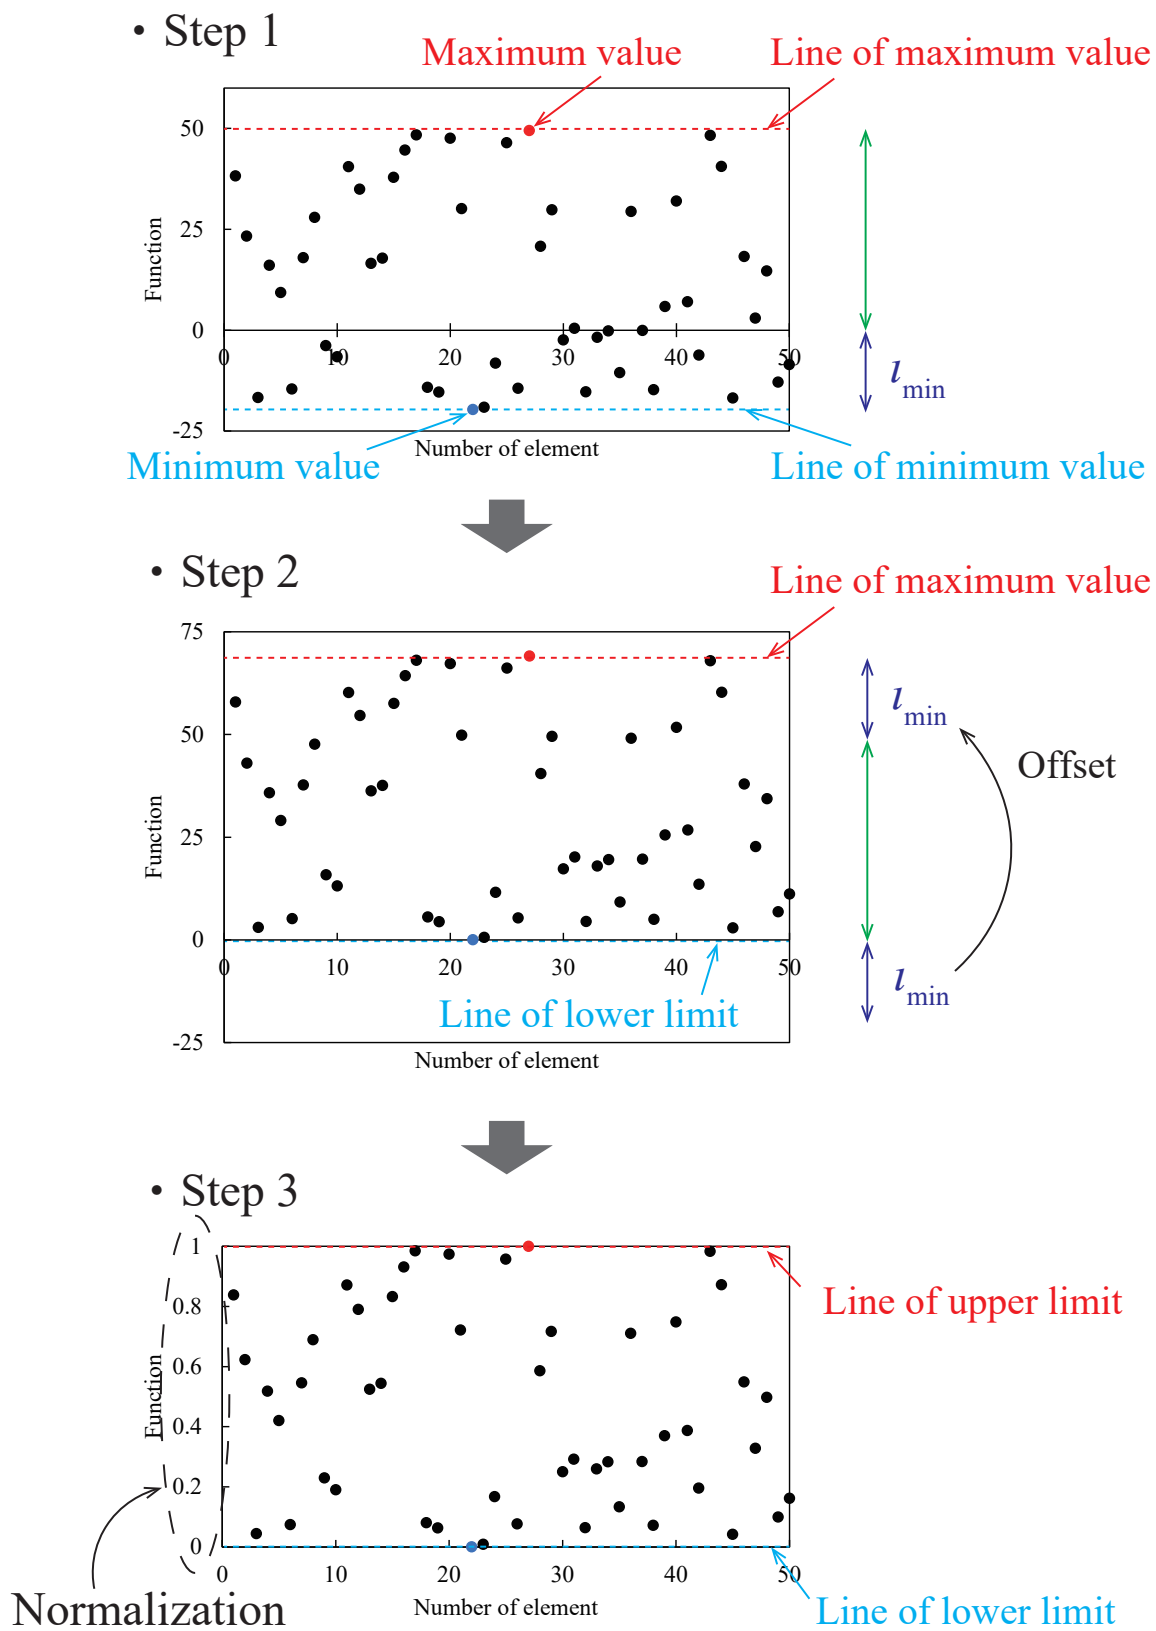 • Step 1
Maximum value
Line of maximum value
50
25
0
-25
Function
0 10 20 30 40 50
l min
Number of element
Minimum value
Line of minimum value
• Step 2
Line of maximum value
75
50
25
0
-25
Function
l min
Offset
0 10 20 30 40 50
l min
Line of lower limit
Number of element
• Step 3
1
0.8
0.6
0.4
0.2
0
Function
Line of upper limit
0 10 20 30 40 50
Normalization
Number of element
Line of lower limit